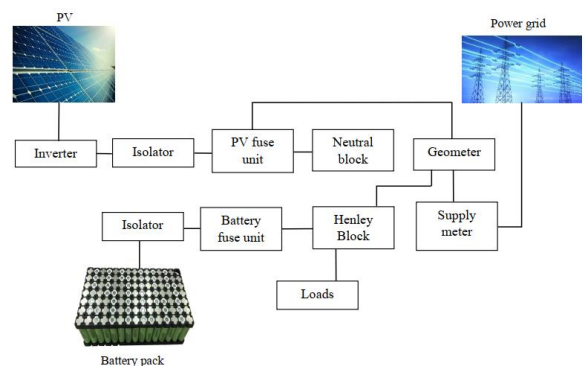 PV
Power grid
Inverter
Isolator
PV fuse
unit
Neutral
block
Geometer
Isolator
Battery
fuse unit
Henley
Block
Supply
meter
Loads
Battery pack